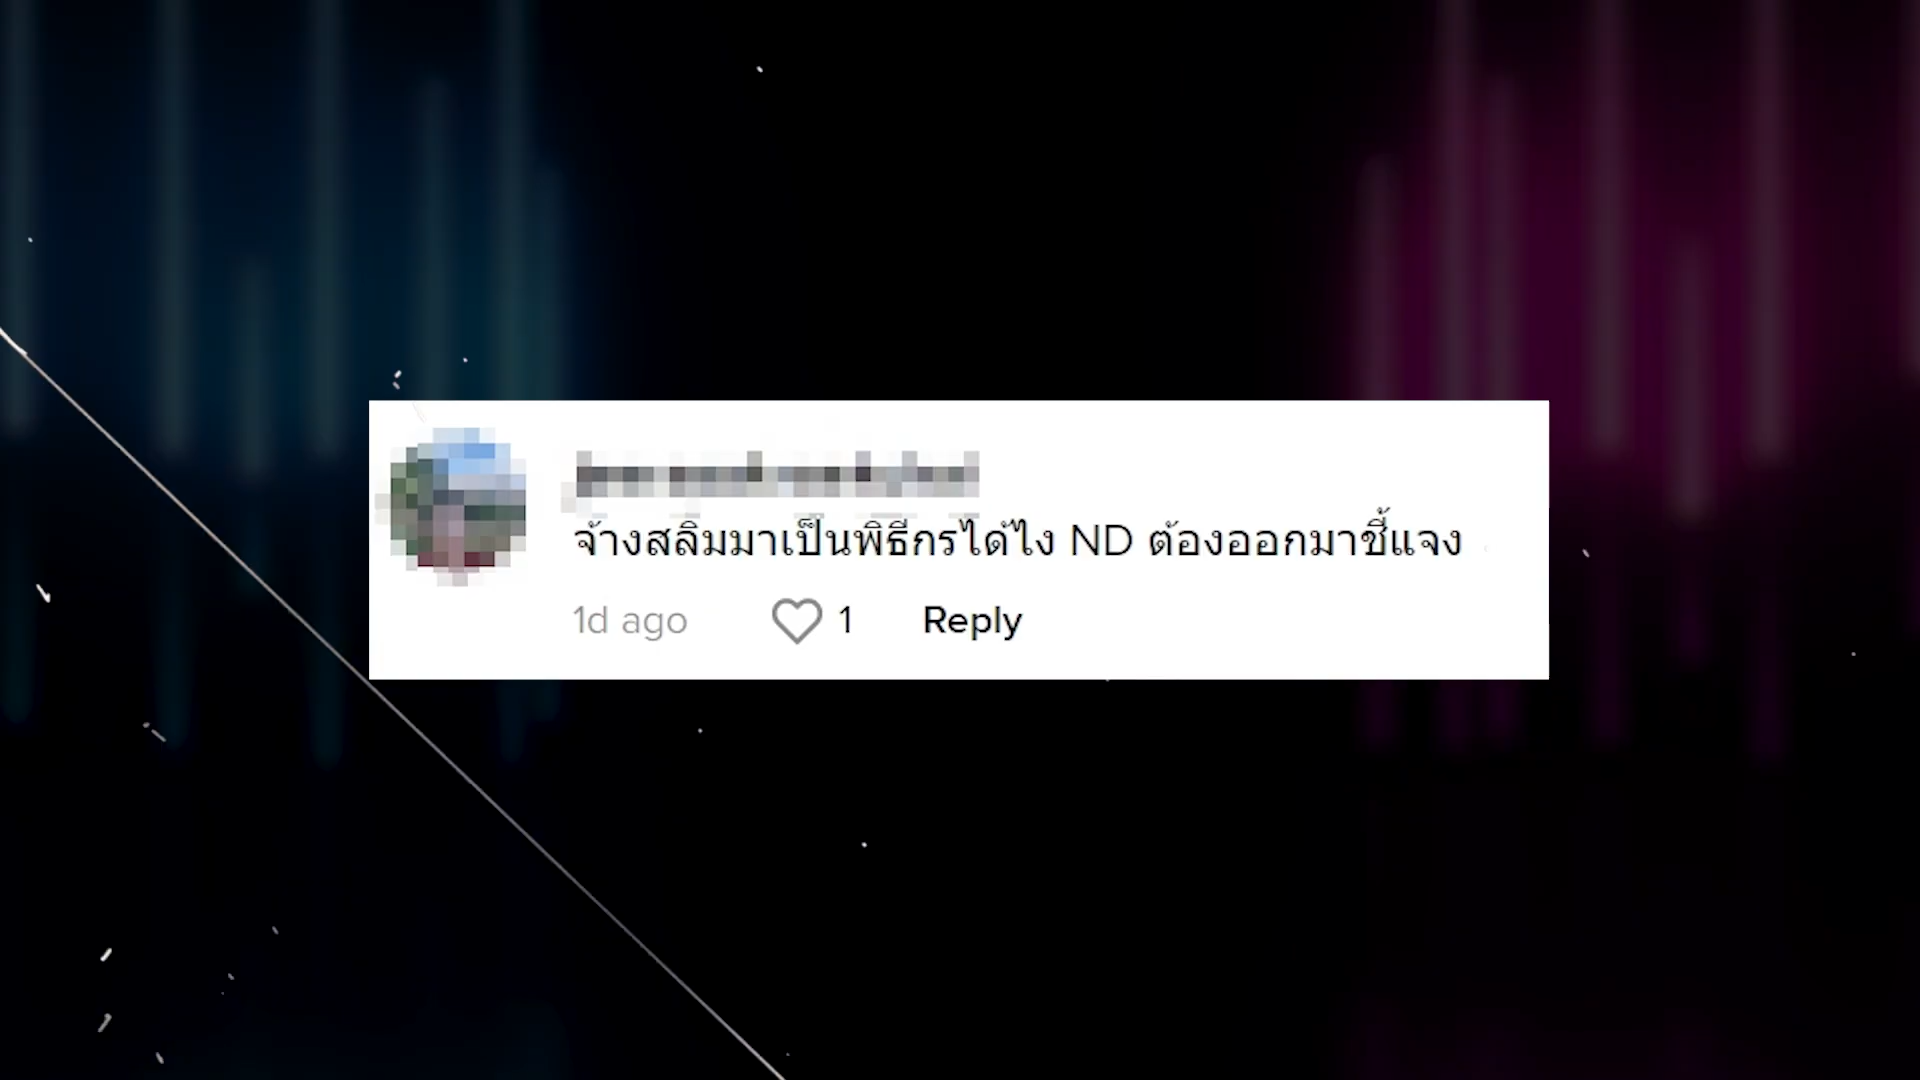 จ้างสลิมมาเป็นพิธีกรได้ไง ND ต้องออกมาชี้แจง
1d ago 1 Reply